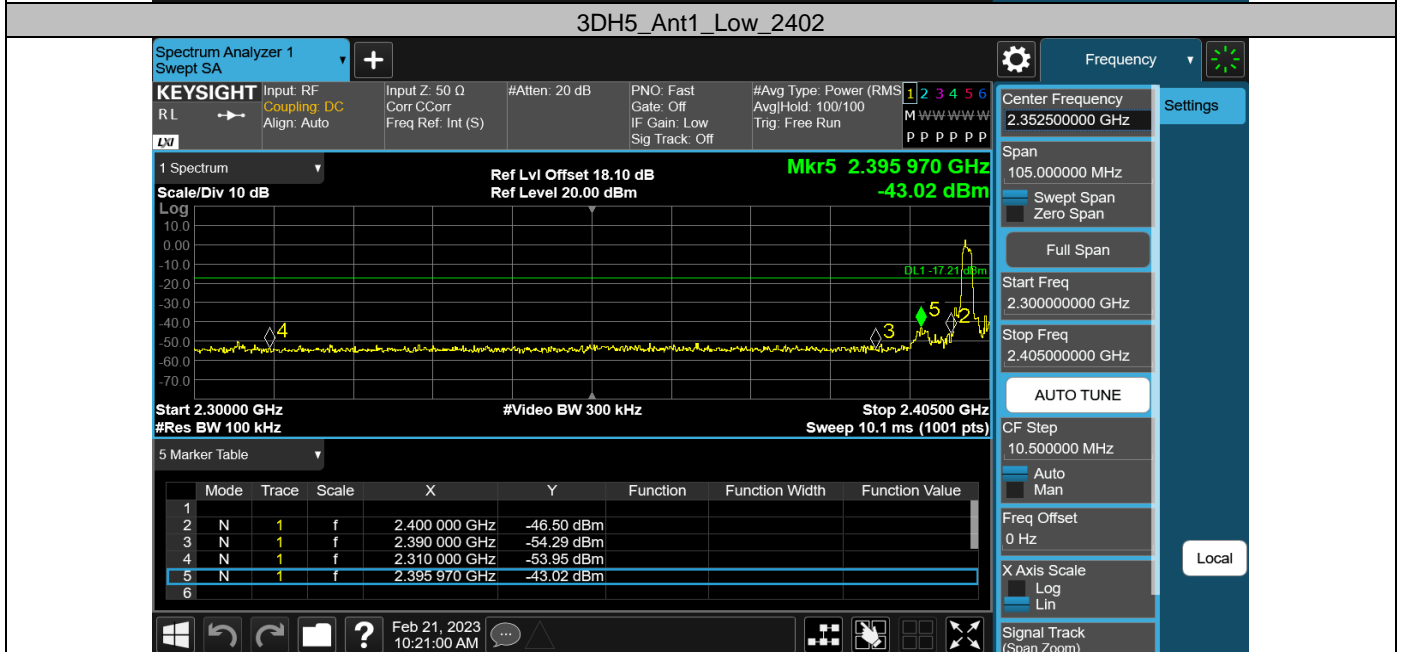 3DH5_Ant1_Low_2402
Spectrum Analyzer 1
Swept SA
+
Frequency
KEYSIGHT
RL
LXI
Input: RF
Coupling: DC
Align: Auto
Input Z: 50 Ω
Corr CCorr
Freq Ref: Int (S)
#Atten: 20 dB
PNO: Fast
Gate: Off
IF Gain: Low
Sig Track: Off
#Avg Type: Power (RMS
Avg|Hold: 100/100
Trig: Free Run
1 2 3 4 5 6
M W W W W W
P P P P P P
1 Spectrum
Scale/Div 10 dB
Ref Lvl Offset 18.10 dB
Ref Level 20.00 dBm
Mkr5 2.395 970 GHz
-43.02 dBm
Log
10.0
0.00
-10.0
-20.0
-30.0
-40.0
-50.0
-60.0
-70.0
DL1 -17.21 dBm
4
3
5
2
Start 2.30000 GHz
#Video BW 300 kHz
Stop 2.40500 GHz
#Res BW 100 kHz
Sweep 10.1 ms (1001 pts)
5 Marker Table
Mode Trace Scale X Y Function Function Width Function Value
1
2 N 1 f 2.400 000 GHz -46.50 dBm
3 N 1 f 2.390 000 GHz -54.29 dBm
4 N 1 f 2.310 000 GHz -53.95 dBm
5 N 1 f 2.395 970 GHz -43.02 dBm
6
?
Feb 21, 2023
10:21:00 AM
Center Frequency
2.352500000 GHz
Settings
Span
105.000000 MHz
Swept Span
Zero Span
Full Span
Start Freq
2.300000000 GHz
Stop Freq
2.405000000 GHz
AUTO TUNE
CF Step
10.500000 MHz
Auto
Man
Freq Offset
0 Hz
Local
X Axis Scale
Log
Lin
Signal Track
(Span Zoom)